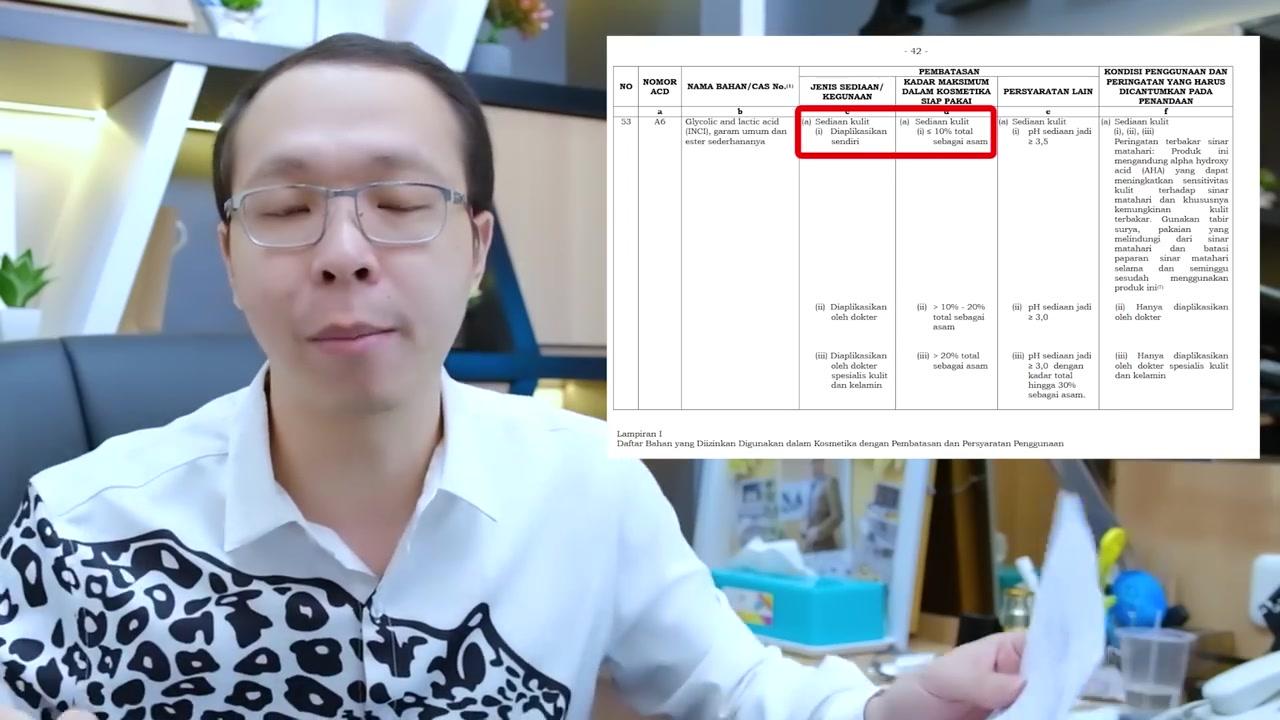 - 42 -
NO
NOMOR ACD
NAMA BAHAN/CAS No.(1)
PEMBATASAN
JENIS SEDIAAN/
KEGUNAAN
KADAR MAKSIMUM
DALAM KOSMETIKA
SIAP PAKAI
PERSYARATAN LAIN
KONDISI PENGGUNAAN DAN
PERINGATAN YANG HARUS
DICANTUMKAN PADA
PENANDAAN
a
b
c
d
e
f
53
A6
Glycolic and lactic acid
(INCI), garam umum dan
ester sederhananya
(a) Sediaan kulit
(i) Diaplikasikan
sendiri
(a) Sediaan kulit
(i) ≤ 10% total
sebagai asam
(a) Sediaan kulit
(i) pH sediaan jadi
≥ 3,5
(a) Sediaan kulit
(i), (ii), (iii)
Peringatan terbakar sinar
matahari: Produk ini
mengandung alpha hydroxy
acid (AHA) yang dapat
meningkatkan sensitivitas
kulit terhadap sinar
matahari dan khususnya
kemungkinan kulit
terbakar. Gunakan tabir
surya, pakaian yang
melindungi dari sinar
matahari dan batasi
paparan sinar matahari
selama dan seminggu
sesudah menggunakan
produk ini(7)
(ii) Diaplikasikan
oleh dokter
(ii) > 10% - 20%
total sebagai
asam
(ii) pH sediaan jadi
≥ 3,0
(ii) Hanya diaplikasikan
oleh dokter
(iii) Diaplikasikan
oleh dokter
spesialis kulit
dan kelamin
(iii) > 20% total
sebagai asam
(iii) pH sediaan jadi
≥ 3,0 dengan
kadar total
hingga 30%
sebagai asam.
(iii) Hanya diaplikasikan
oleh dokter spesialis kulit
dan kelamin
Lampiran I
Daftar Bahan yang Diizinkan Digunakan dalam Kosmetika dengan Pembatasan dan Persyaratan Penggunaan